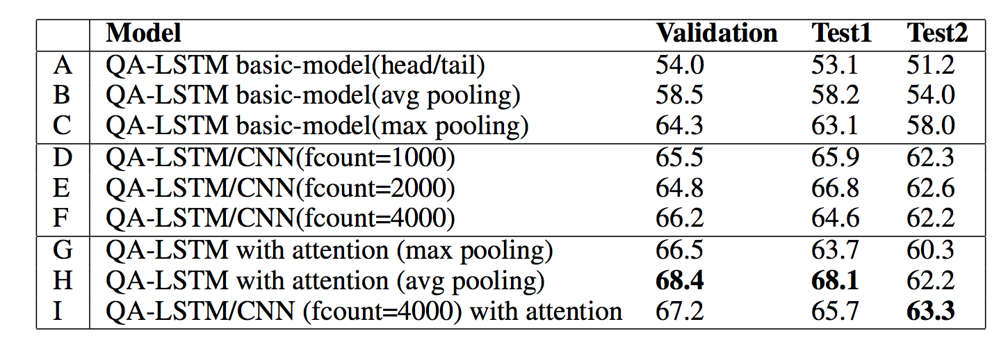 Model Validation Test1 Test2
A QA-LSTM basic-model(head/tail) 54.0 53.1 51.2
B QA-LSTM basic-model(avg pooling) 58.5 58.2 54.0
C QA-LSTM basic-model(max pooling) 64.3 63.1 58.0
D QA-LSTM/CNN(fcount=1000) 65.5 65.9 62.3
E QA-LSTM/CNN(fcount=2000) 64.8 66.8 62.6
F QA-LSTM/CNN(fcount=4000) 66.2 64.6 62.2
G QA-LSTM with attention (max pooling) 66.5 63.7 60.3
H QA-LSTM with attention (avg pooling) 68.4 68.1 62.2
I QA-LSTM/CNN (fcount=4000) with attention 67.2 65.7 63.3